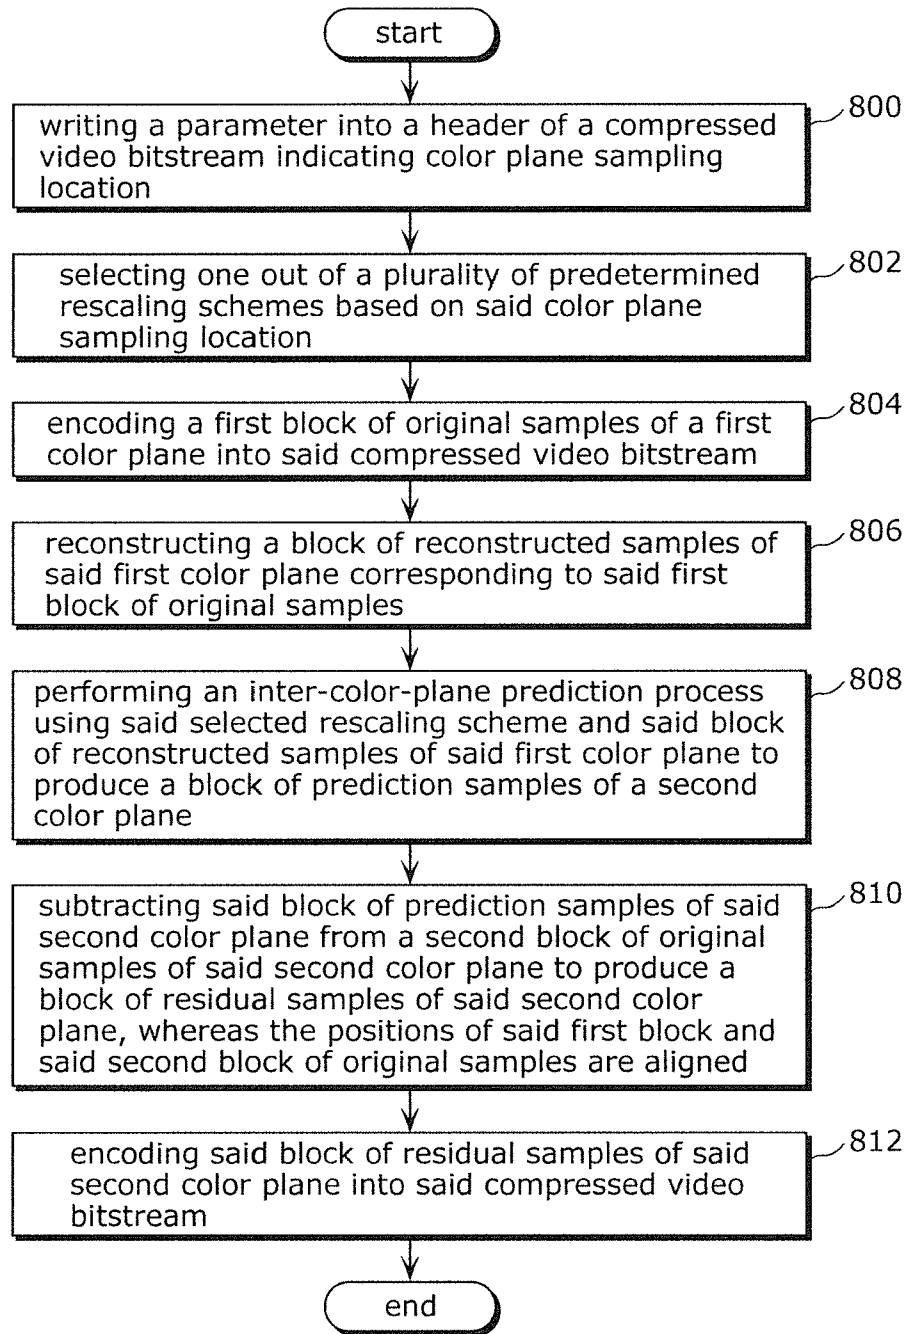 start
800
writing a parameter into a header of a compressed
video bitstream indicating color plane sampling
location
802
selecting one out of a plurality of predetermined
rescaling schemes based on said color plane
sampling location
804
encoding a first block of original samples of a first
color plane into said compressed video bitstream
806
reconstructing a block of reconstructed samples of
said first color plane corresponding to said first
block of original samples
808
performing an inter-color-plane prediction process
using said selected rescaling scheme and said block
of reconstructed samples of said first color plane to
produce a block of prediction samples of a second
color plane
810
subtracting said block of prediction samples of said
second color plane from a second block of original
samples of said second color plane to produce a
block of residual samples of said second color
plane, whereas the positions of said first block and
said second block of original samples are aligned
812
encoding said block of residual samples of said
second color plane into said compressed video
bitstream
end